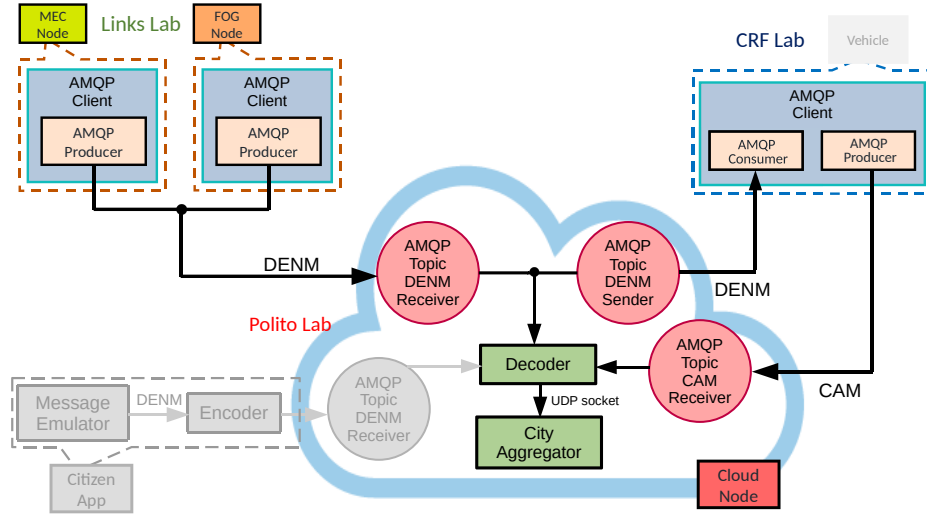 MEC
Node
Links Lab
FOG
Node
CRF Lab
Vehicle
AMQP
Client
AMQP
Producer
AMQP
Client
AMQP
Producer
AMQP
Client
AMQP
Consumer
AMQP
Producer
DENM
AMQP
Topic
DENM
Receiver
AMQP
Topic
DENM
Sender
DENM
Polito Lab
Decoder
AMQP
Topic
CAM
Receiver
CAM
UDP socket
Message
Emulator
DENM
Encoder
AMQP
Topic
DENM
Receiver
City
Aggregator
Citizen
App
Cloud
Node